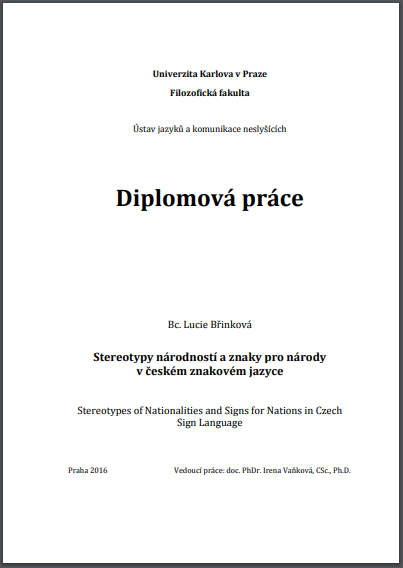 Univerzita Karlova v Praze
Filozofická fakulta
Ústav jazyků a komunikace neslyšících
Diplomová práce
Bc. Lucie Břinková
Stereotypy národností a znaky pro národy
v českém znakovém jazyce
Stereotypes of Nationalities and Signs for Nations in Czech
Sign Language
Praha 2016 Vedoucí práce: doc. PhDr. Irena Vaňková, CSc., Ph.D.